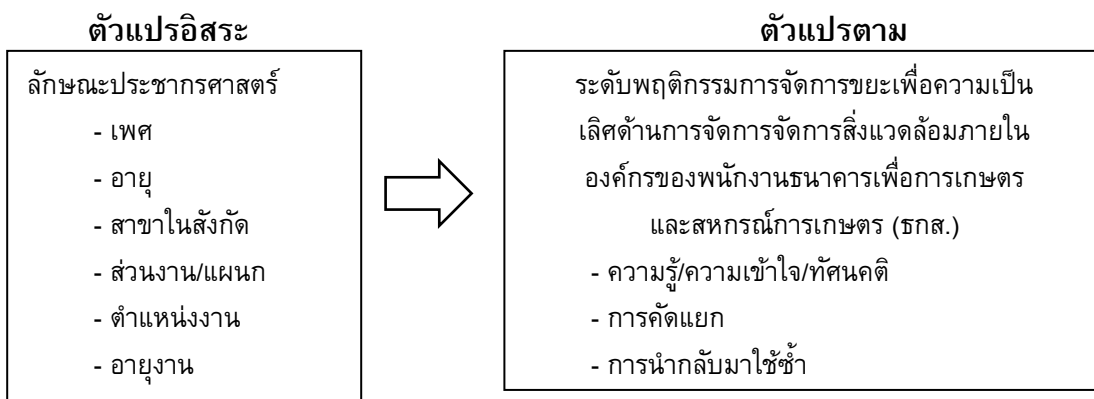 ตัวแปรอิสระ
ลักษณะประชากรศาสตร์
- เพศ
- อายุ
- สาขาในสังกัด
- ส่วนงาน/แผนก
- ตำแหน่งงาน
- อายุงาน
ตัวแปรตาม
ระดับพฤติกรรมการจัดการขยะเพื่อความเป็น
เลิศด้านการจัดการจัดการสิ่งแวดล้อมภายใน
องค์กรของพนักงานธนาคารเพื่อการเกษตร
และสหกรณ์การเกษตร (ธกส.)
- ความรู้/ความเข้าใจ/ทัศนคติ
- การคัดแยก
- การนำกลับมาใช้ซ้ำ